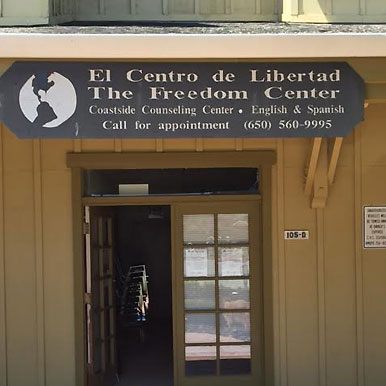 El Centro de Libertad
The Freedom Center
Coastside Counseling Center • English & Spanish
Call for appointment (650) 560-9995
105-D